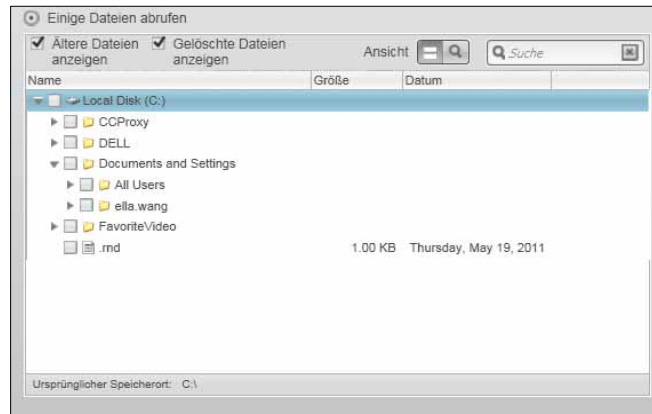 Einige Dateien abrufen
Ältere Dateien anzeigen
Gelöschte Dateien anzeigen
Ansicht
Suche
Name Größe Datum
Local Disk (C:)
CCProxy
DELL
Documents and Settings
All Users
ella.wang
FavoriteVideo
.rnd 1.00 KB Thursday, May 19, 2011
Ursprünglicher Speicherort: C:\